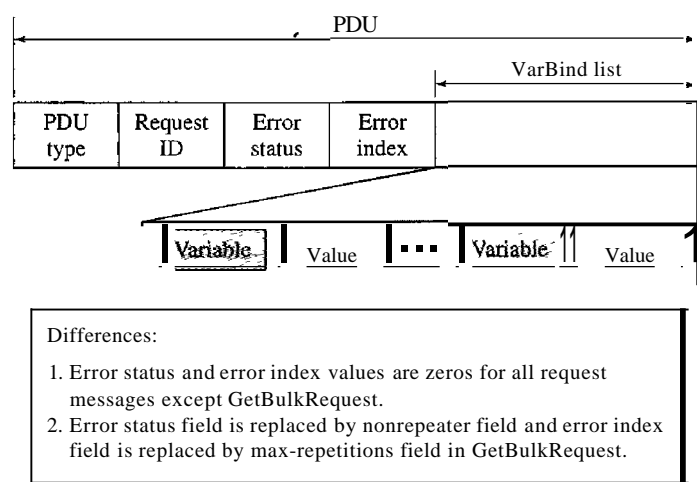 PDU
VarBind list
PDU type
Request ID
Error status
Error index
Variable
Value
...
Variable
Value
Differences:
1. Error status and error index values are zeros for all request
messages except GetBulkRequest.
2. Error status field is replaced by nonrepeater field and error index
field is replaced by max-repetitions field in GetBulkRequest.